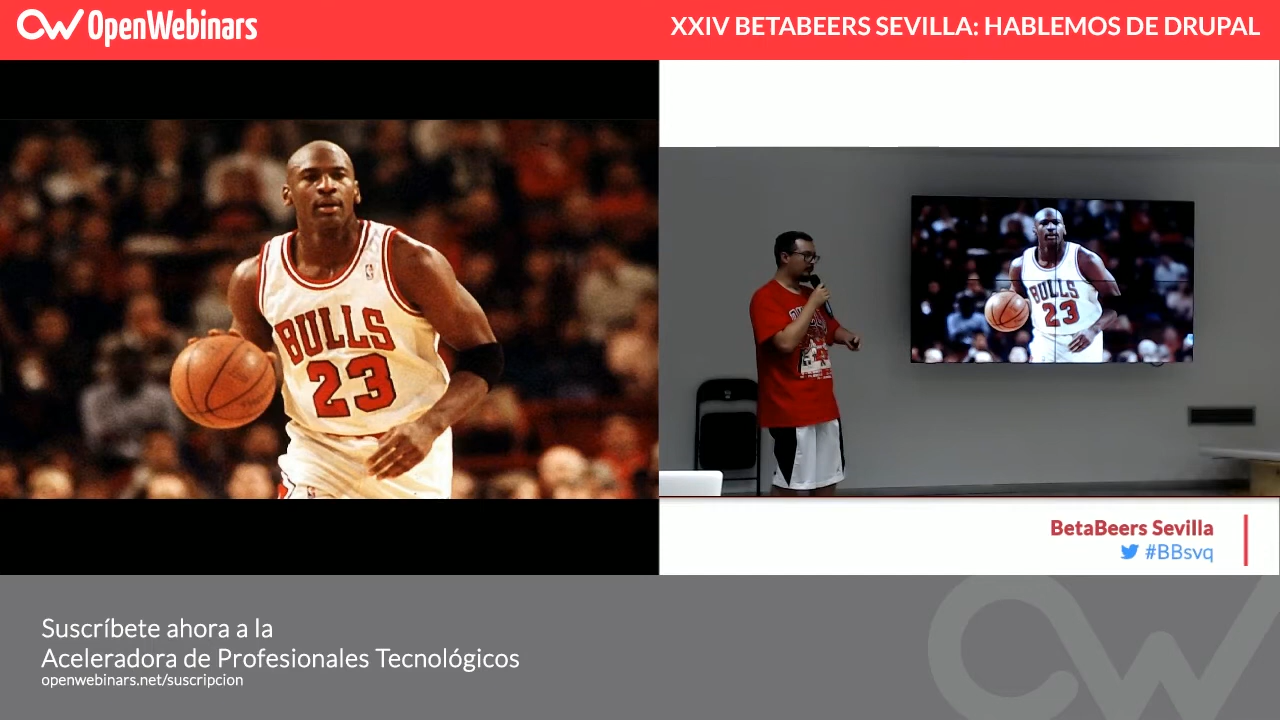 OpenWebinars
XXIV BETABEERS SEVILLA: HABLEMOS DE DRUPAL
BULLS
23
BULLS
23
BetaBeers Sevilla
#BBsvq
Suscríbete ahora a la
Aceleradora de Profesionales Tecnológicos
openwebinars.net/suscripcion